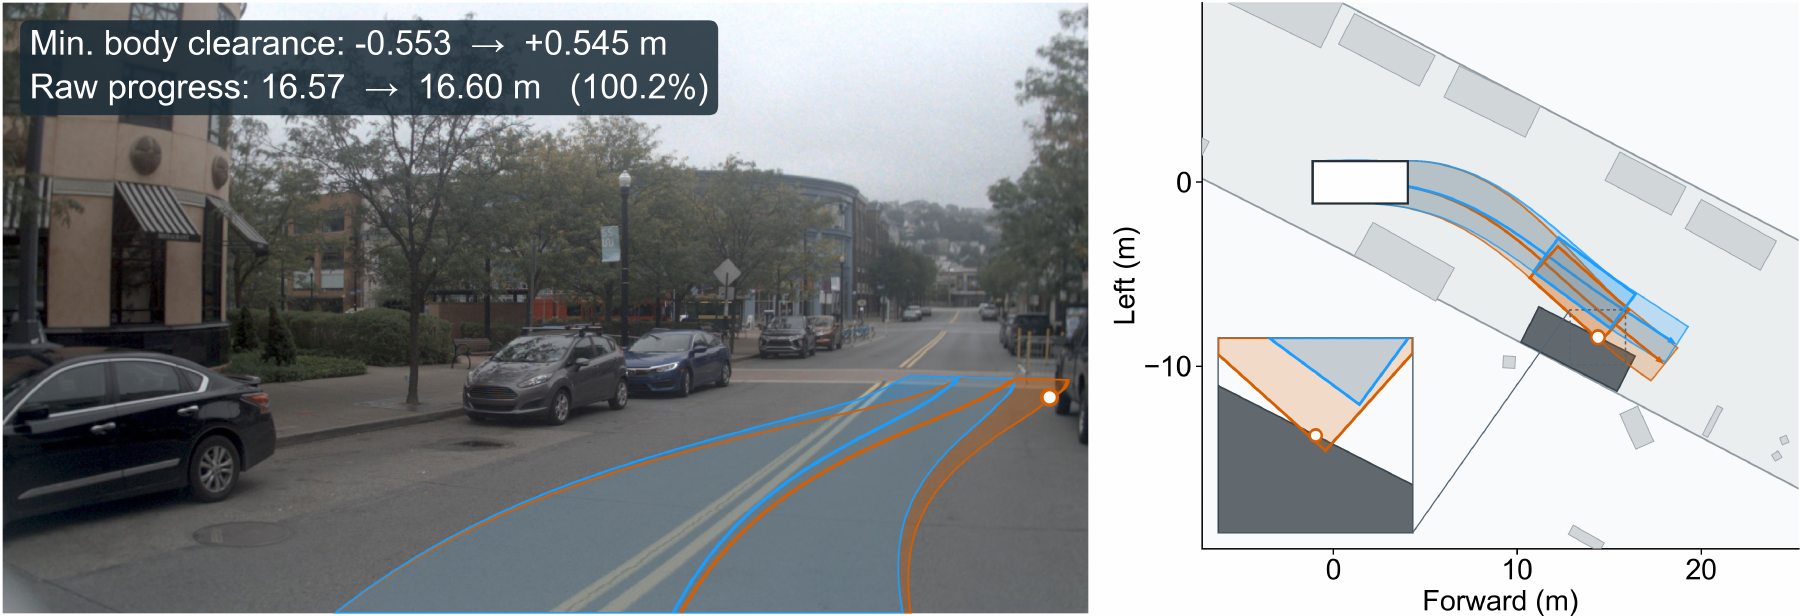 Min. body clearance: -0.553 → +0.545 m
Raw progress: 16.57 → 16.60 m (100.2%)
Left (m)
0
−10
0 10 20
Forward (m)